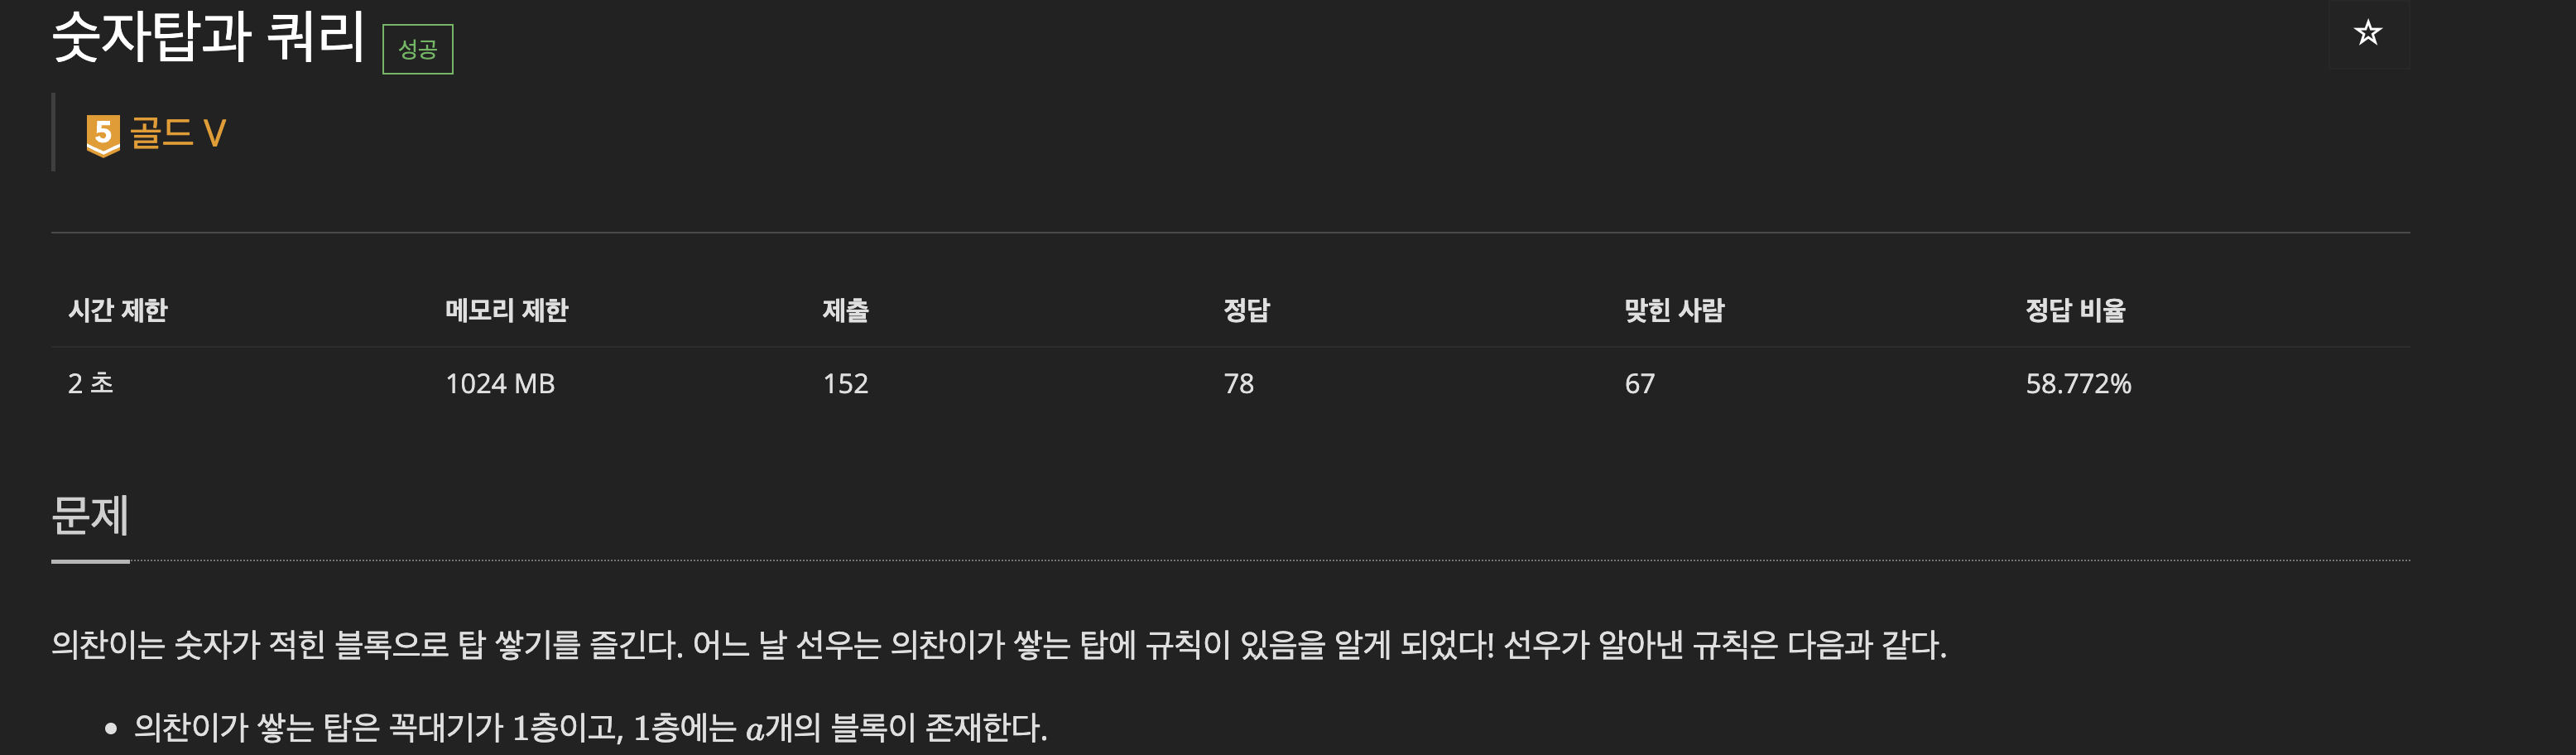 숫자탑과 쿼리 성공
5 골드 V
시간 제한 메모리 제한 제출 정답 맞힌 사람 정답 비율
2 초 1024 MB 152 78 67 58.772%
문제
의찬이는 숫자가 적힌 블록으로 탑 쌓기를 즐긴다. 어느 날 선우는 의찬이가 쌓는 탑에 규칙이 있음을 알게 되었다! 선우가 알아낸 규칙은 다음과 같다.
• 의찬이가 쌓는 탑은 꼭대기가 1층이고, 1층에는 a개의 블록이 존재한다.